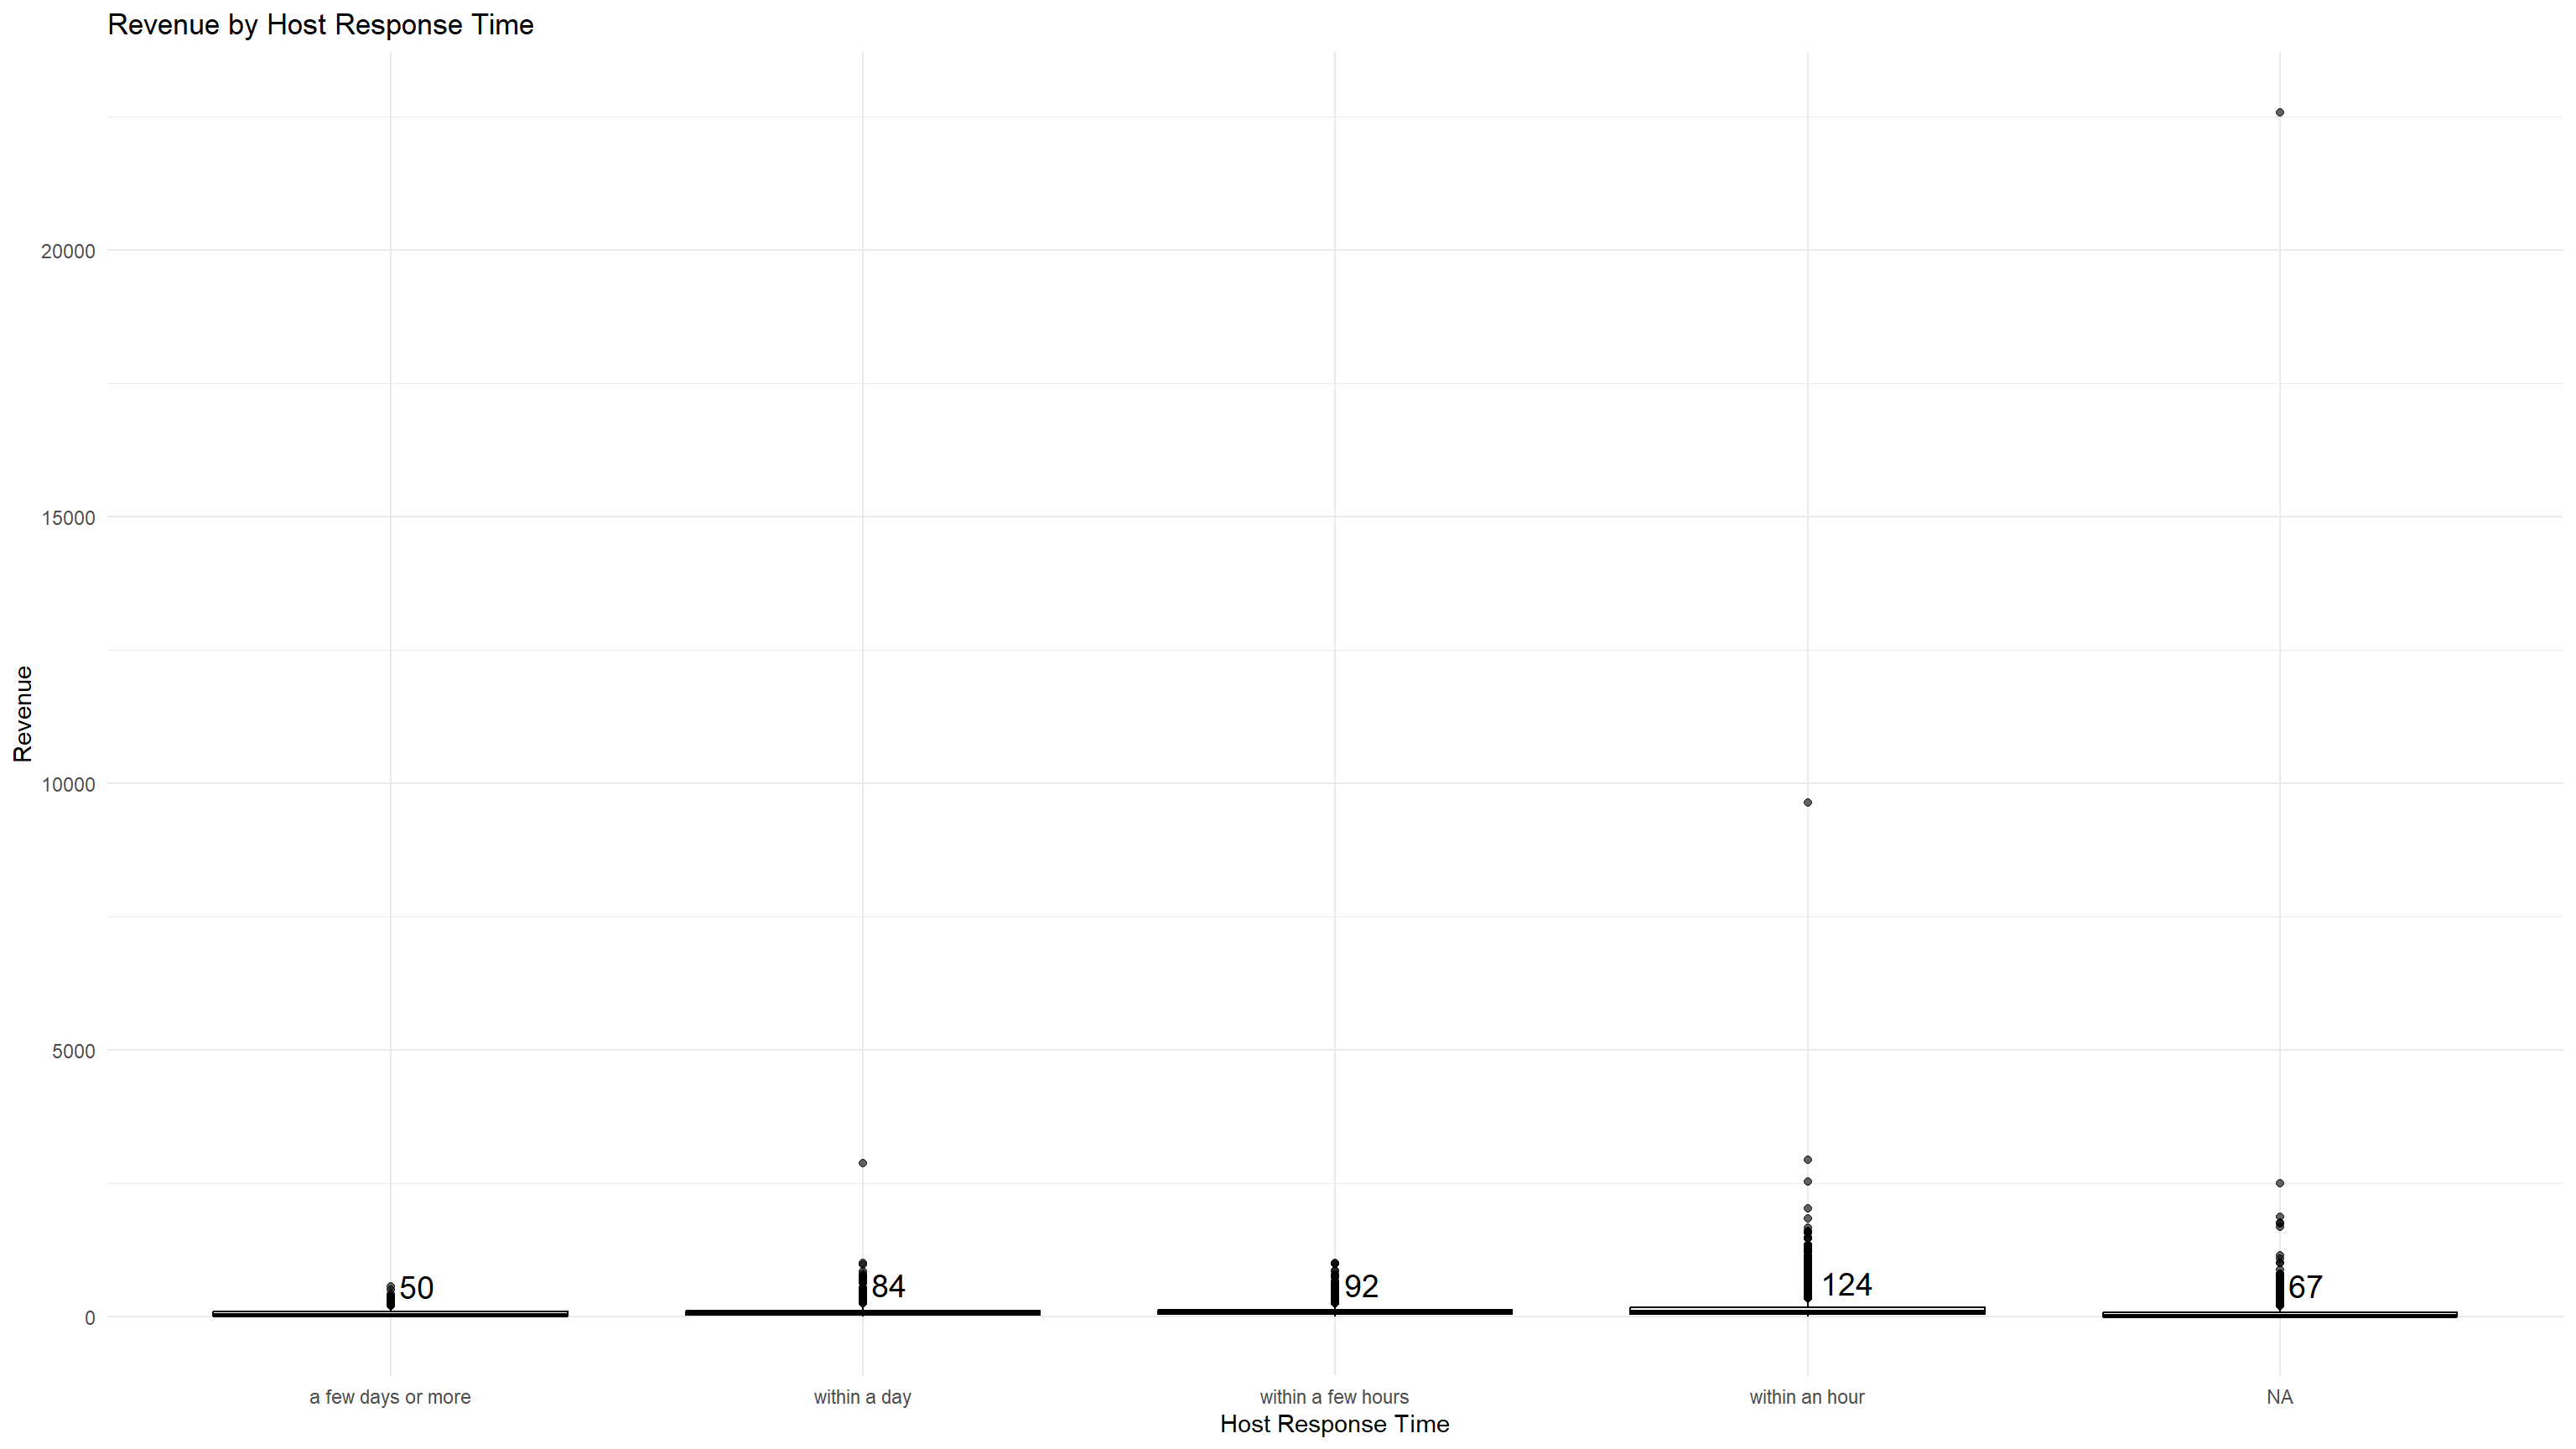 Revenue by Host Response Time
20000
15000
10000
5000
0
Revenue
50
84
92
124
67
a few days or more
within a day
within a few hours
within an hour
NA
Host Response Time